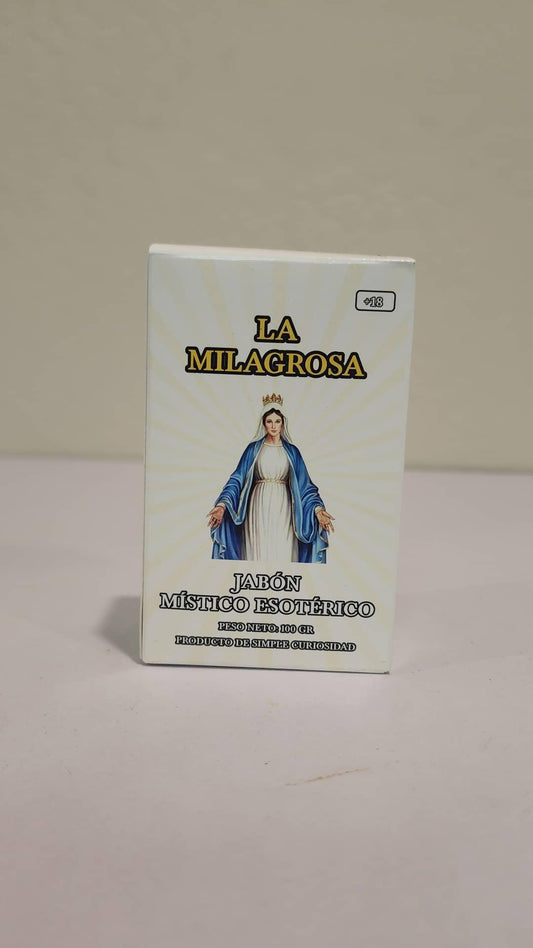 +18
LA
MILAGROSA
JABÓN
MÍSTICO ESOTÉRICO
PESO NETO: 100 GR
PRODUCTO DE SIMPLE CURIOSIDAD